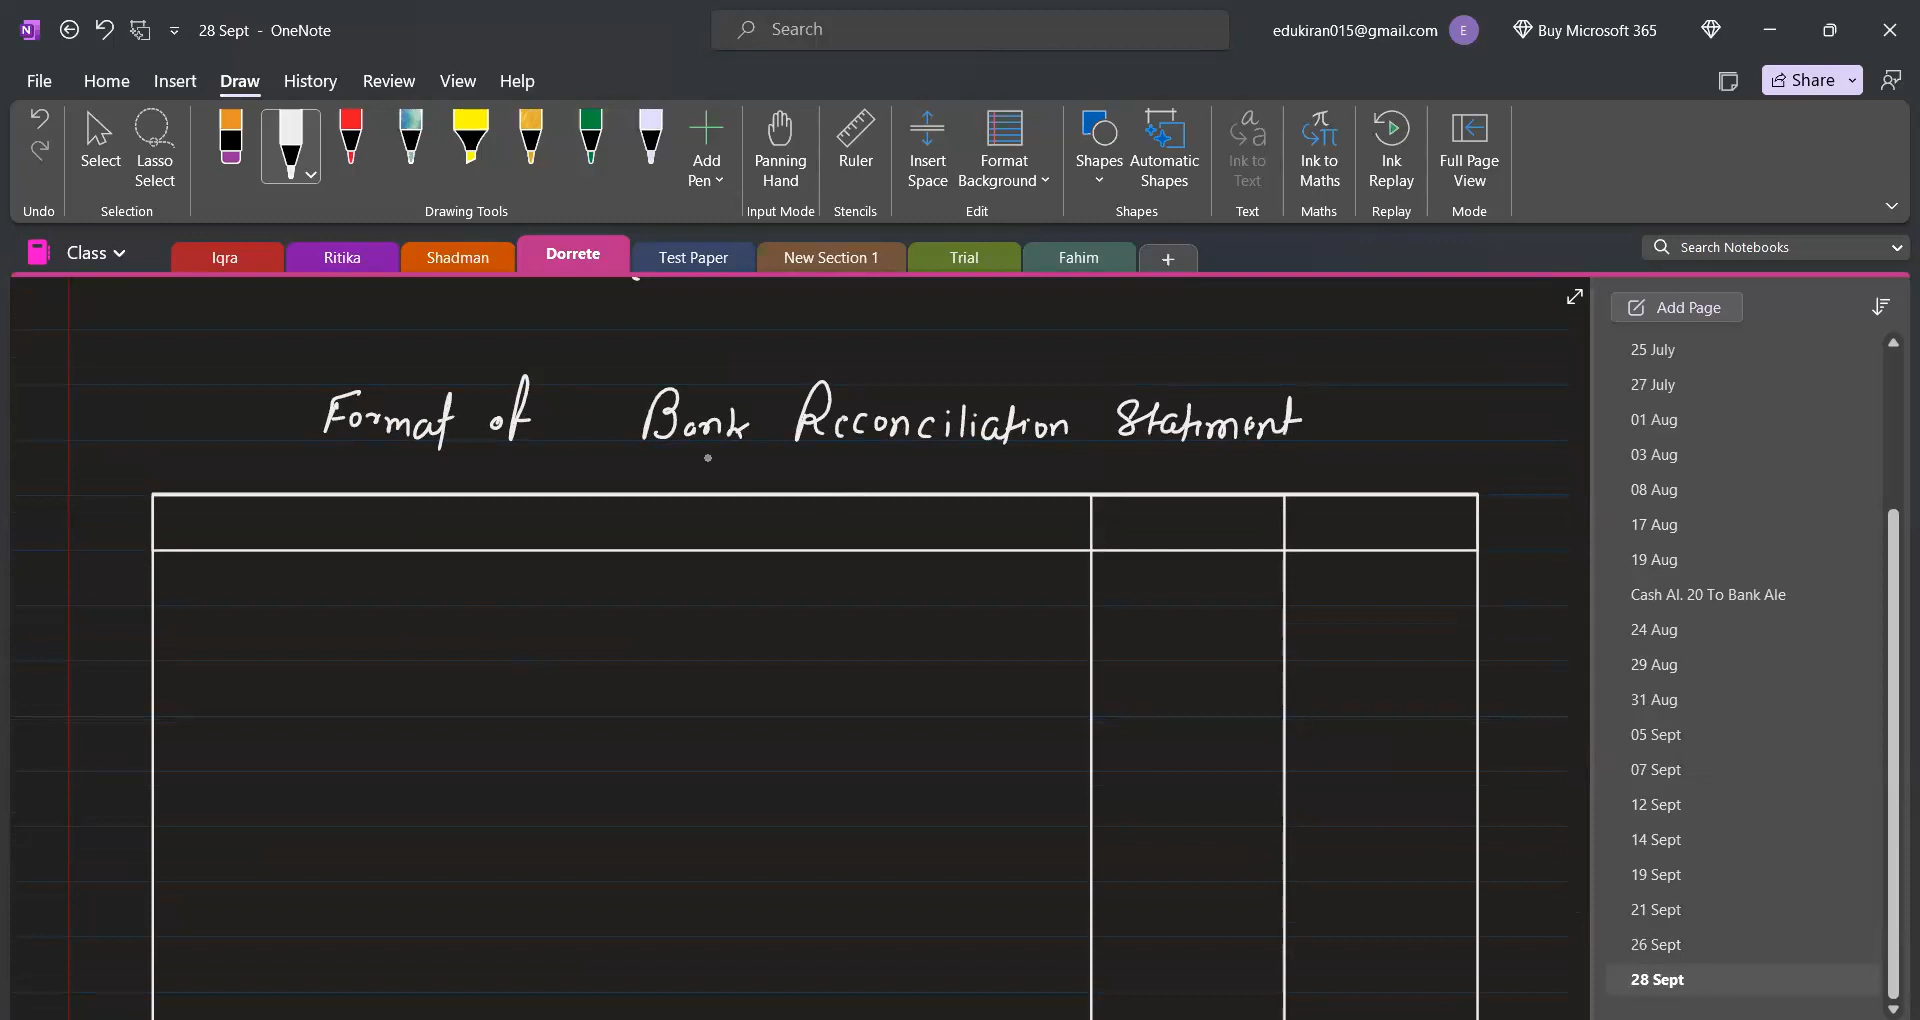 28 Sept - OneNote
Search
edukiran015@gmail.com
E
Buy Microsoft 365
File
Home
Insert
Draw
History
Review
View
Help
Share
Select
Lasso
Select
Add
Pen
Panning
Hand
Ruler
Insert
Space
Format
Background
Shapes
Automatic
Shapes
Ink to
Text
Ink to
Maths
Ink
Replay
Full Page
View
Undo
Selection
Drawing Tools
Input Mode
Stencils
Edit
Shapes
Text
Maths
Replay
Mode
Class
Iqra
Ritika
Shadman
Dorrete
Test Paper
New Section 1
Trial
Fahim
Search Notebooks
Format of Bank Reconciliation Statement
Add Page
25 July
27 July
01 Aug
03 Aug
08 Aug
17 Aug
19 Aug
Cash Al. 20 To Bank Ale
24 Aug
29 Aug
31 Aug
05 Sept
07 Sept
12 Sept
14 Sept
19 Sept
21 Sept
26 Sept
28 Sept